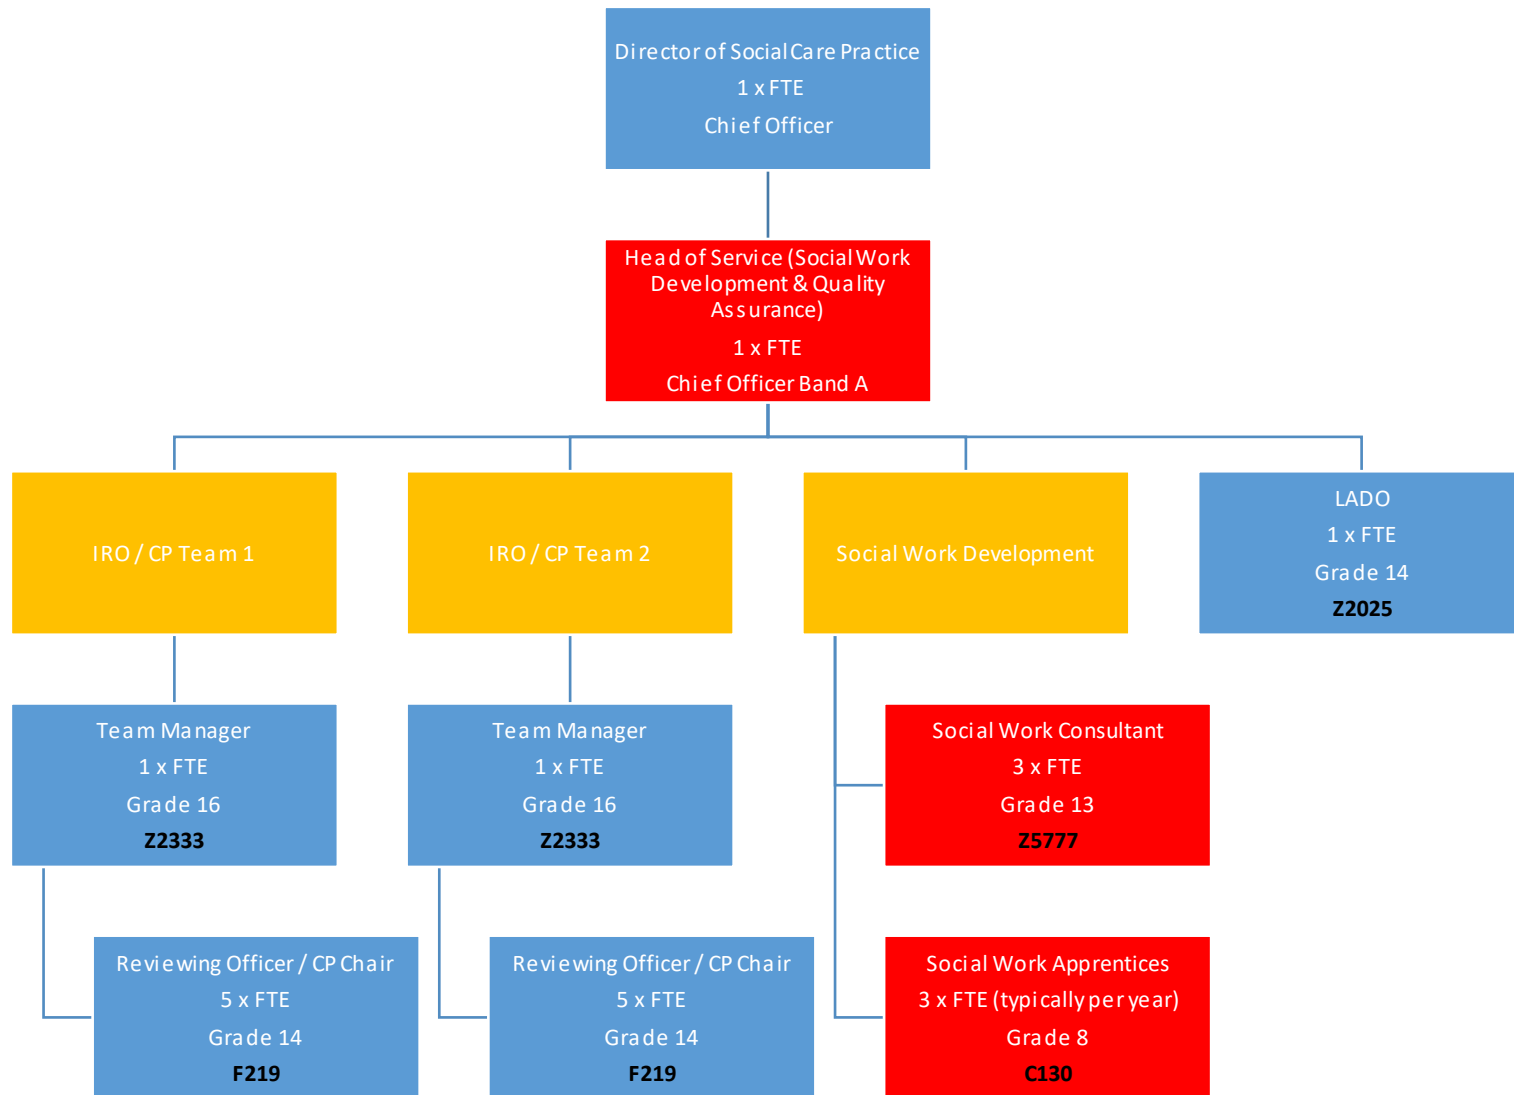 Director of Social Care Practice
1 x FTE
Chief Officer
Head of Service (Social Work
Development & Quality
Assurance)
1 x FTE
Chief Officer Band A
IRO / CP Team 1
IRO / CP Team 2
Social Work Development
LADO
1 x FTE
Grade 14
Z2025
Team Manager
1 x FTE
Grade 16
Z2333
Team Manager
1 x FTE
Grade 16
Z2333
Social Work Consultant
3 x FTE
Grade 13
Z5777
Reviewing Officer / CP Chair
5 x FTE
Grade 14
F219
Reviewing Officer / CP Chair
5 x FTE
Grade 14
F219
Social Work Apprentices
3 x FTE (typically per year)
Grade 8
C130